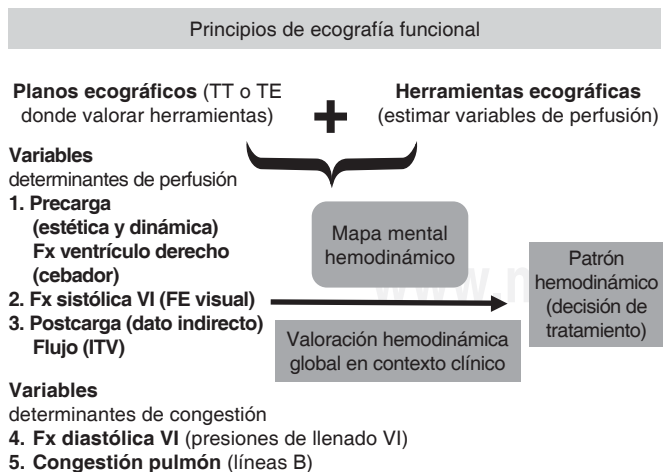 Principios de ecografía funcional
Planos ecográficos (TT o TE
donde valorar herramientas)
+
Herramientas ecográficas
(estimar variables de perfusión)
Variables
determinantes de perfusión
1. Precarga
(estética y dinámica)
Fx ventrículo derecho
(cebador)
2. Fx sistólica VI (FE visual)
3. Postcarga (dato indirecto)
Flujo (ITV)
Mapa mental
hemodinámico
Valoración hemodinámica
global en contexto clínico
Patrón
hemodinámico
(decisión de
tratamiento)
Variables
determinantes de congestión
4. Fx diastólica VI (presiones de llenado VI)
5. Congestión pulmón (líneas B)